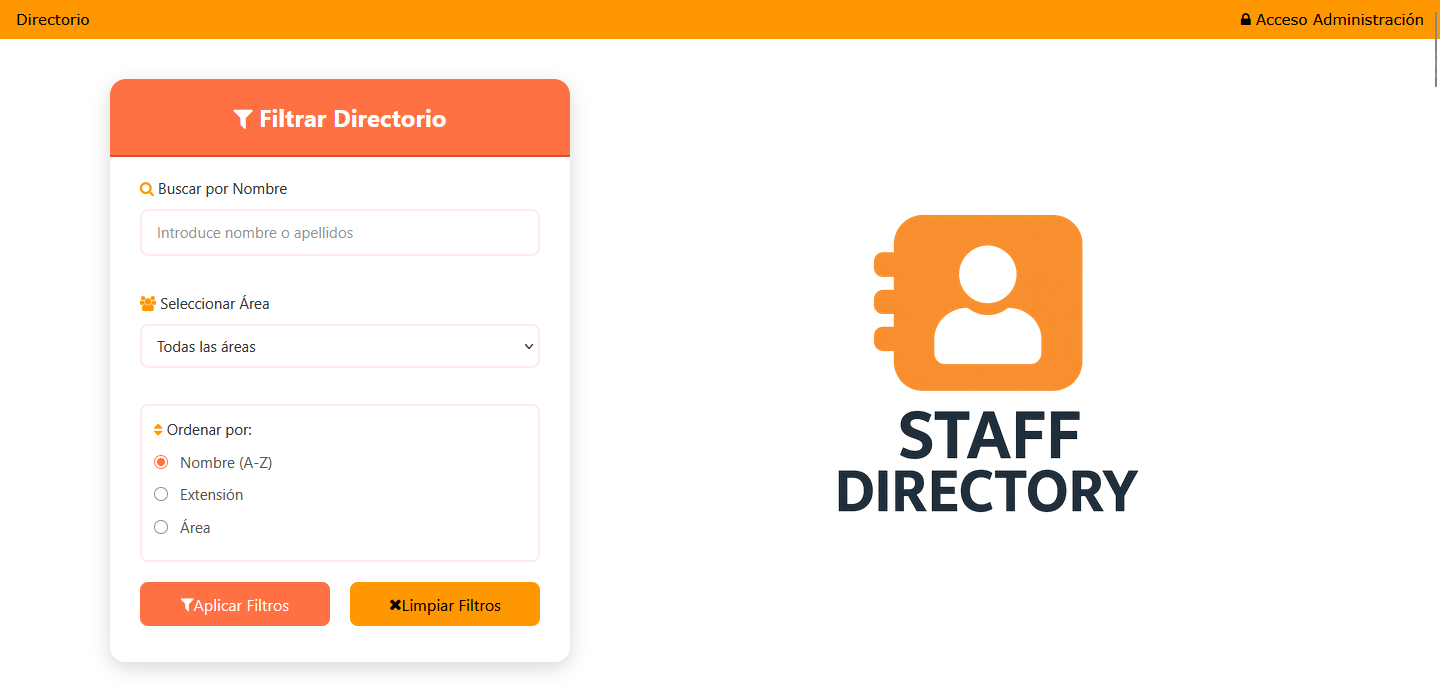 Directorio
Acceso Administración
Filtrar Directorio
Buscar por Nombre
Introduce nombre o apellidos
Seleccionar Área
Todas las áreas
Ordenar por:
Nombre (A-Z)
Extensión
Área
Aplicar Filtros
Limpiar Filtros
STAFF
DIRECTORY